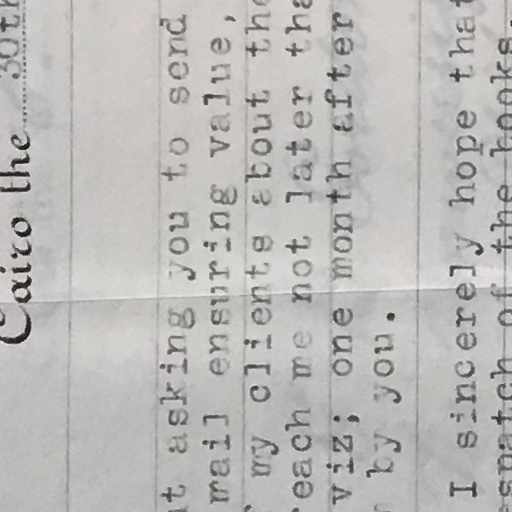 Cairo the 30th
asking you to send
mail ensuring value,
my clients about the
reach me not later tha
viz; one month after
by you.
I sincerely hope that
of the books.